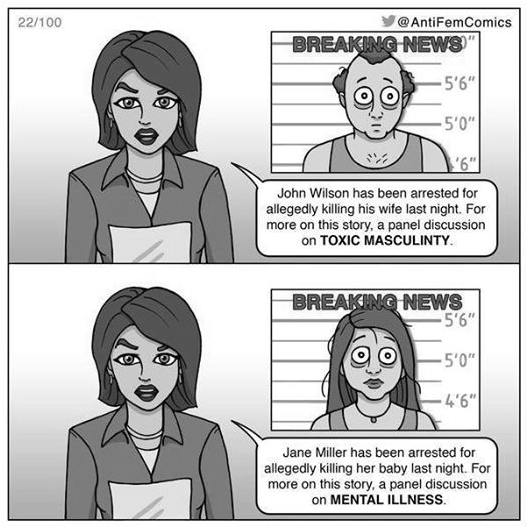 22/100
@AntiFemComics
BREAKING NEWS
5'6"
5'0"
'6"
John Wilson has been arrested for
allegedly killing his wife last night. For
more on this story, a panel discussion
on TOXIC MASCULINTY.
BREAKING NEWS
5'6"
5'0"
4'6"
Jane Miller has been arrested for
allegedly killing her baby last night. For
more on this story, a panel discussion
on MENTAL ILLNESS.